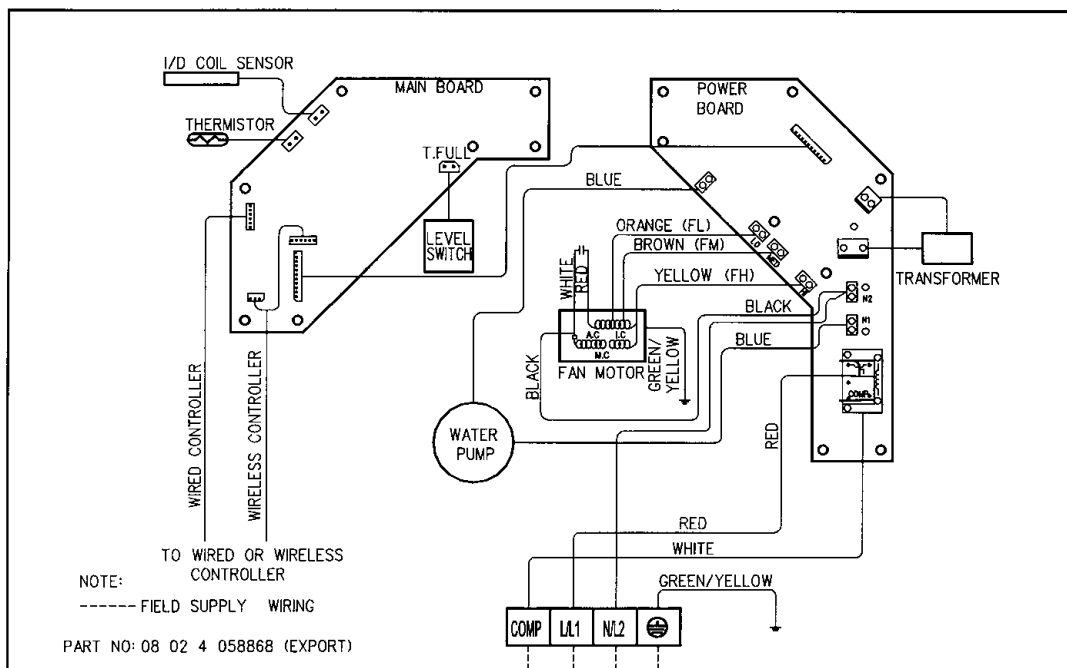 I/D COIL SENSOR
THERMISTOR
MAIN BOARD
T.FULL
LEVEL
SWITCH
POWER
BOARD
BLUE
ORANGE (FL)
LO
BROWN (FM)
MED
YELLOW (FH)
TRANSFORMER
WHITE
RED
A.C
I.C
M.C
FAN MOTOR
BLACK
GREEN/
YELLOW
BLACK
N2
BLUE
N1
COMP.
WATER
PUMP
RED
WIRED CONTROLLER
WIRELESS CONTROLLER
TO WIRED OR WIRELESS
CONTROLLER
RED
WHITE
GREEN/YELLOW
NOTE:
------ FIELD SUPPLY WIRING
COMP L/L1 N/L2
PART NO: 08 02 4 058868 (EXPORT)